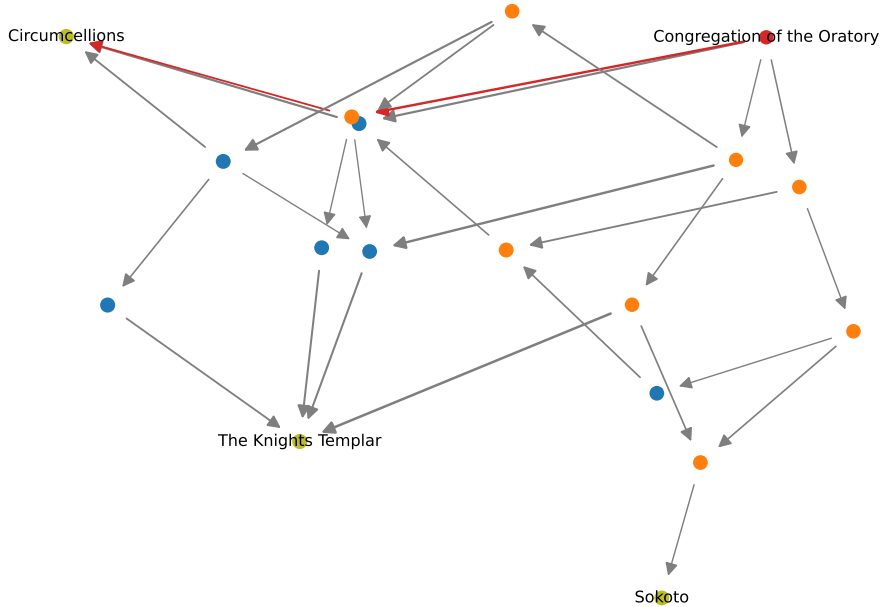 Circumcellions
Congregation of the Oratory
The Knights Templar
Sokoto